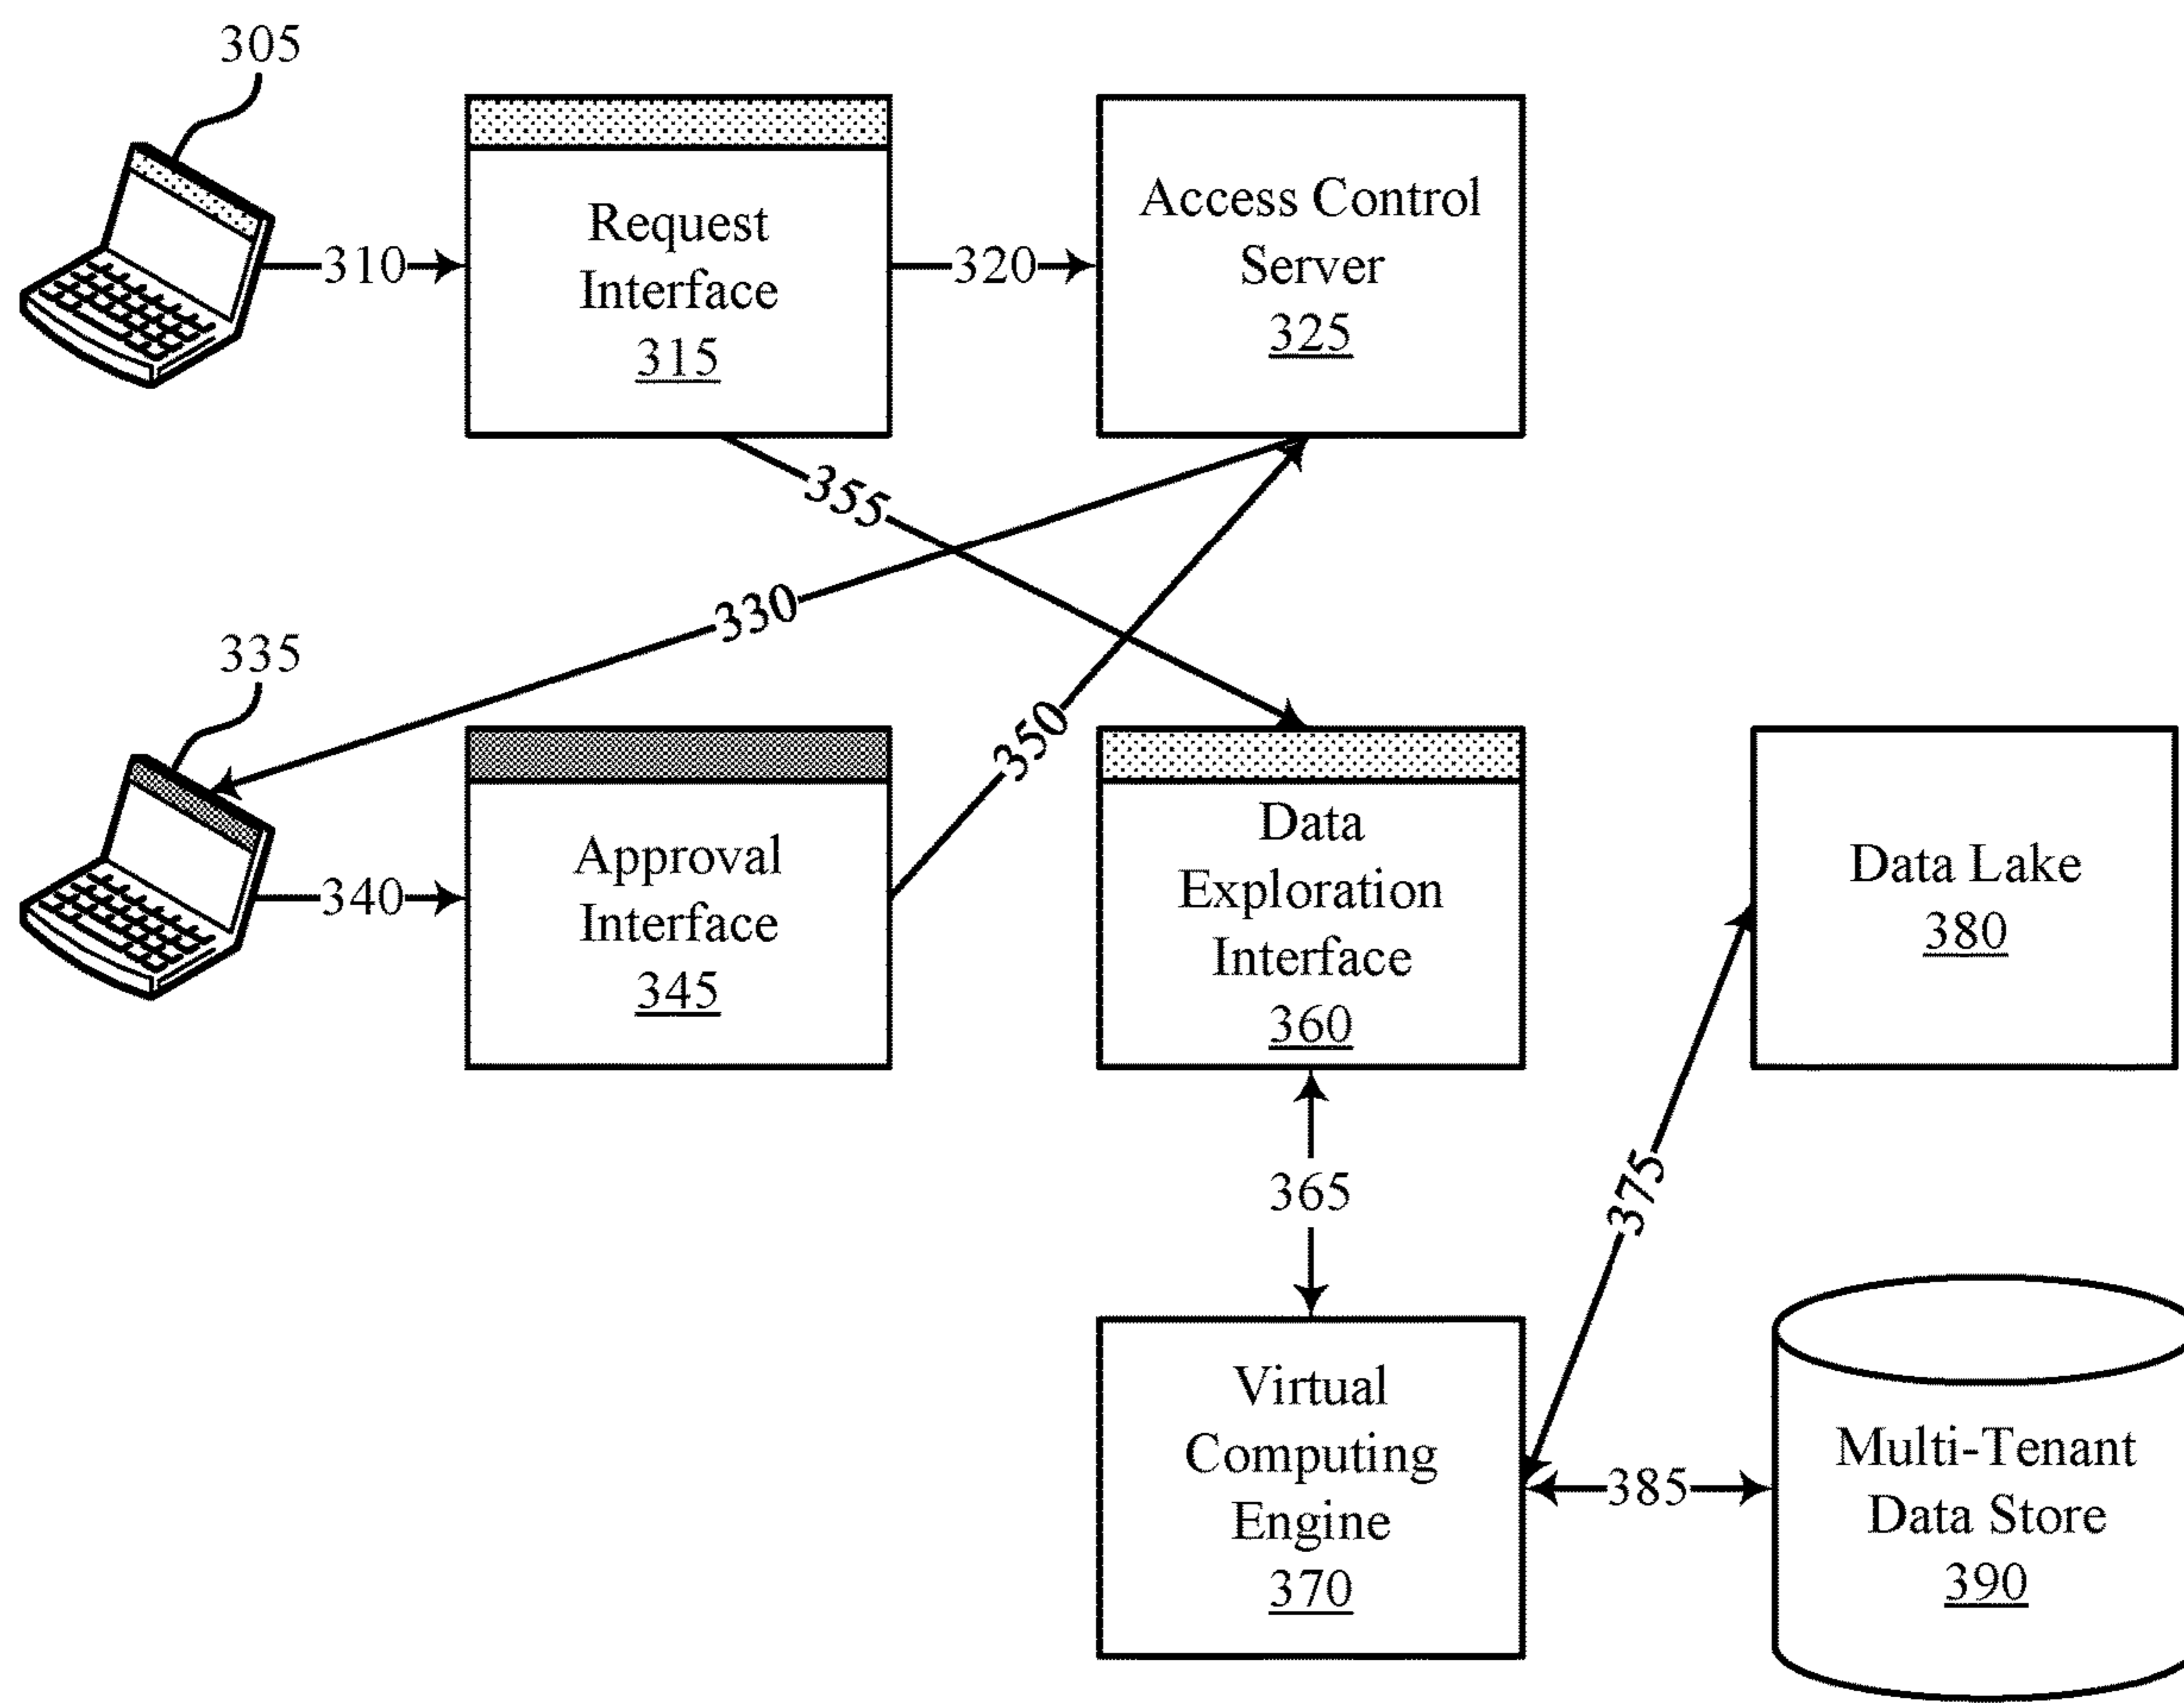 305
310
Request
Interface
315
320
Access Control
Server
325
355
330
335
340
Approval
Interface
345
350
Data
Exploration
Interface
360
Data Lake
380
365
375
Virtual
Computing
Engine
370
385
Multi-Tenant
Data Store
390